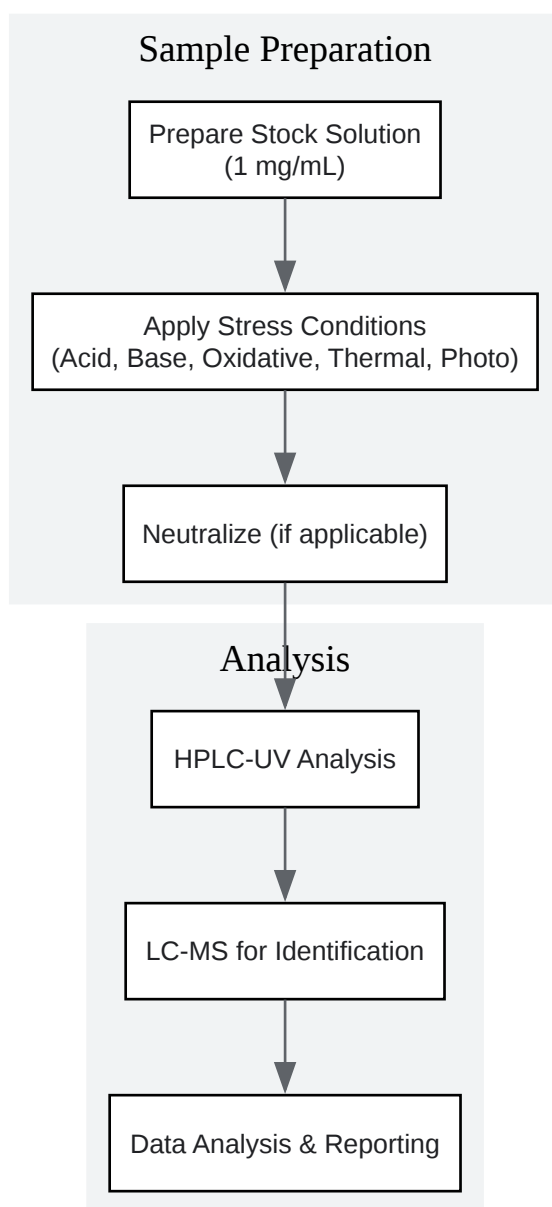 Sample Preparation
Prepare Stock Solution
(1 mg/mL)
Apply Stress Conditions
(Acid, Base, Oxidative, Thermal, Photo)
Neutralize (if applicable)
Analysis
HPLC-UV Analysis
LC-MS for Identification
Data Analysis & Reporting